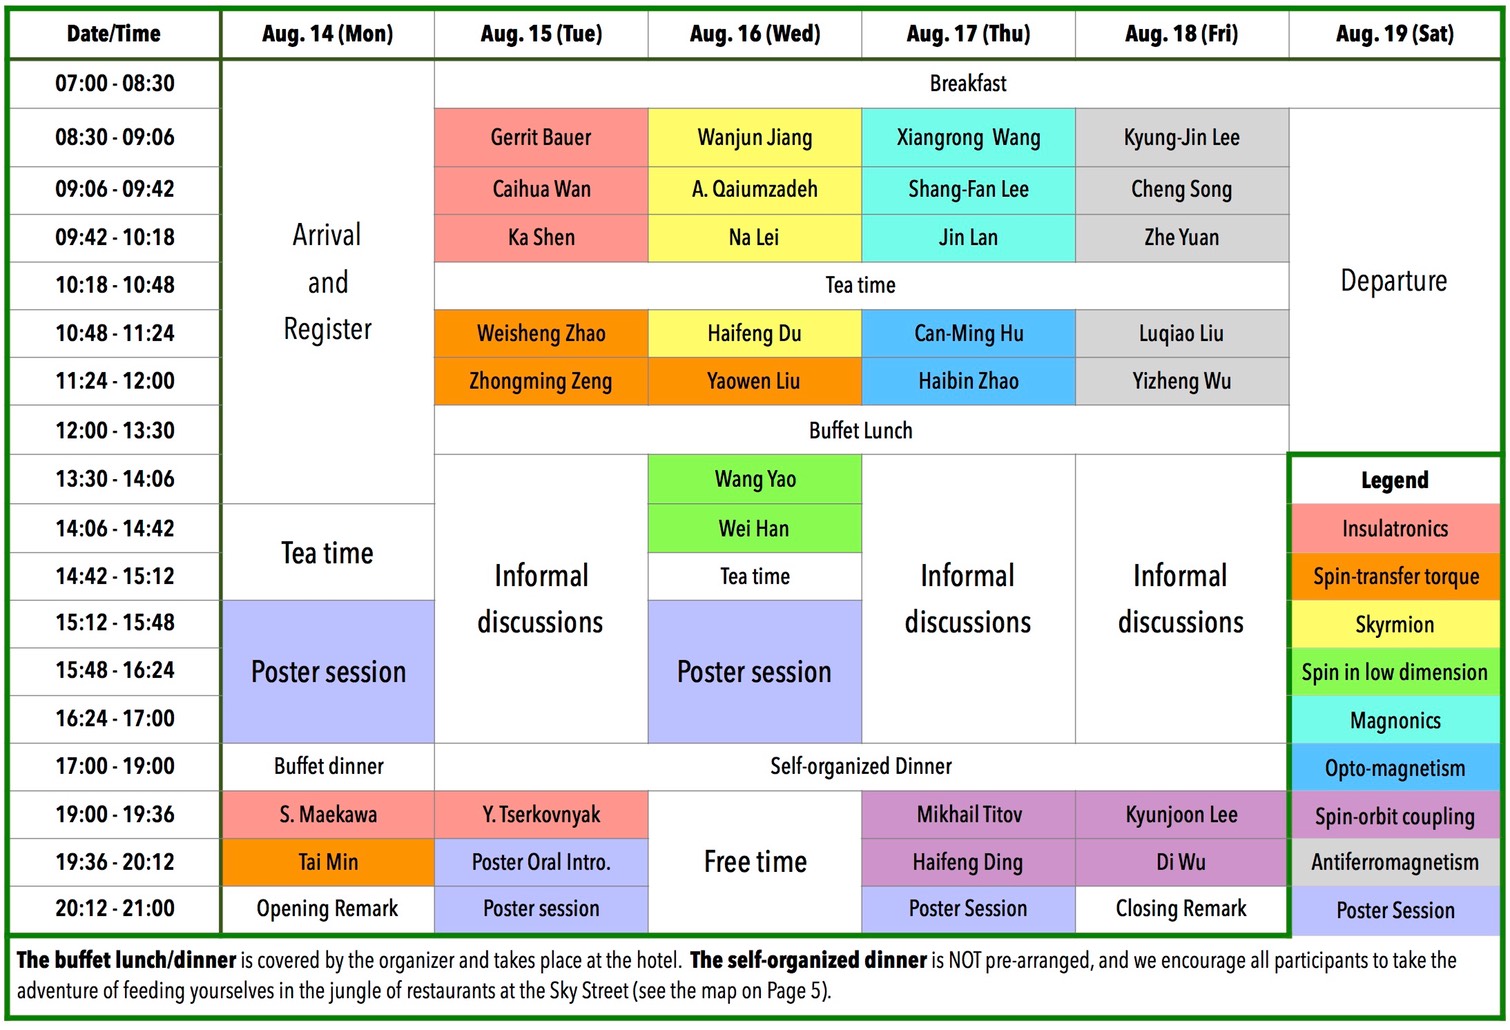 Date/Time Aug. 14 (Mon) Aug. 15 (Tue) Aug. 16 (Wed) Aug. 17 (Thu) Aug. 18 (Fri) Aug. 19 (Sat)
07:00 - 08:30 Breakfast
08:30 - 09:06 Gerrit Bauer Wanjun Jiang Xiangrong Wang Kyung-Jin Lee
09:06 - 09:42 Caihua Wan A. Qaiumzadeh Shang-Fan Lee Cheng Song
09:42 - 10:18 Ka Shen Na Lei Jin Lan Zhe Yuan
Arrival
and
Register
Departure
10:18 - 10:48 Tea time
10:48 - 11:24 Weisheng Zhao Haifeng Du Can-Ming Hu Luqiao Liu
11:24 - 12:00 Zhongming Zeng Yaowen Liu Haibin Zhao Yizheng Wu
12:00 - 13:30 Buffet Lunch
13:30 - 14:06 Wang Yao Legend
14:06 - 14:42 Wei Han Insulatronics
Tea time
14:42 - 15:12 Tea time Spin-transfer torque
Informal
discussions
Informal
discussions
Informal
discussions
15:12 - 15:48 Skyrmion
15:48 - 16:24 Poster session Poster session Spin in low dimension
16:24 - 17:00 Magnonics
17:00 - 19:00 Buffet dinner Self-organized Dinner Opto-magnetism
19:00 - 19:36 S. Maekawa Y. Tserkovnyak Mikhail Titov Kyunjoon Lee Spin-orbit coupling
19:36 - 20:12 Tai Min Poster Oral Intro. Free time Haifeng Ding Di Wu Antiferromagnetism
20:12 - 21:00 Opening Remark Poster session Poster Session Closing Remark Poster Session
The buffet lunch/dinner is covered by the organizer and takes place at the hotel. The self-organized dinner is NOT pre-arranged, and we encourage all participants to take the
adventure of feeding yourselves in the jungle of restaurants at the Sky Street (see the map on Page 5).